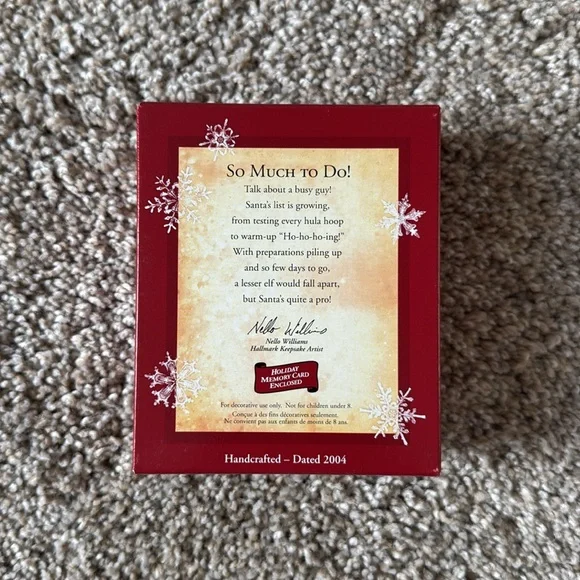 So Much to Do!
Talk about a busy guy!
Santa's list is growing,
from testing every hula hoop
to warm-up "Ho-ho-ho-ing!"
With preparations piling up
and so few days to go,
a lesser elf would fall apart,
but Santa's quite a pro!
Nello Williams
Nello Williams
Hallmark Keepsake Artist
Holiday
Memory Card
Enclosed
For decorative use only. Not for children under 8.
Conçue à des fins décoratives seulement.
Ne convient pas aux enfants de moins de 8 ans.
Handcrafted – Dated 2004